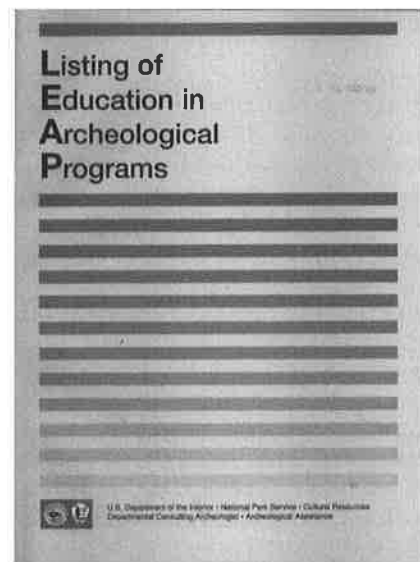 Listing of
Education in
Archeological
Programs
U.S. Department of the Interior • National Park Service • Cultural Resources
Departmental Consulting Archeologist • Archeological Assistance